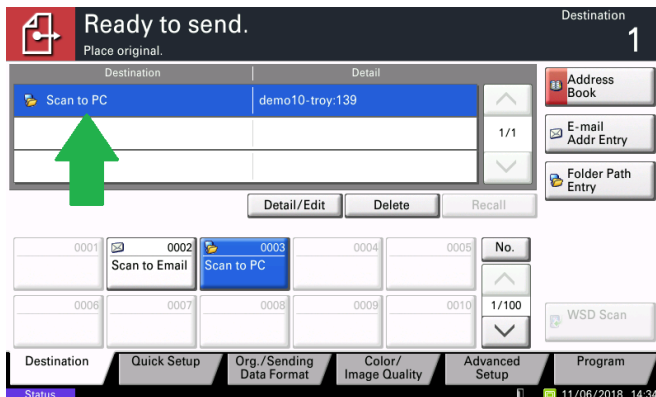 Ready to send.
Place original.
Destination
1
Destination Detail
Scan to PC demo10-troy:139
1/1
Address
Book
E-mail
Addr Entry
Folder Path
Entry
Detail/Edit Delete Recall
0001 0002 0003 0004 0005 No.
Scan to Email Scan to PC
0006 0007 0008 0009 0010 1/100
WSD Scan
Destination Quick Setup Org./Sending
Data Format Color/
Image Quality Advanced
Setup Program
Status 11/06/2018 14:34